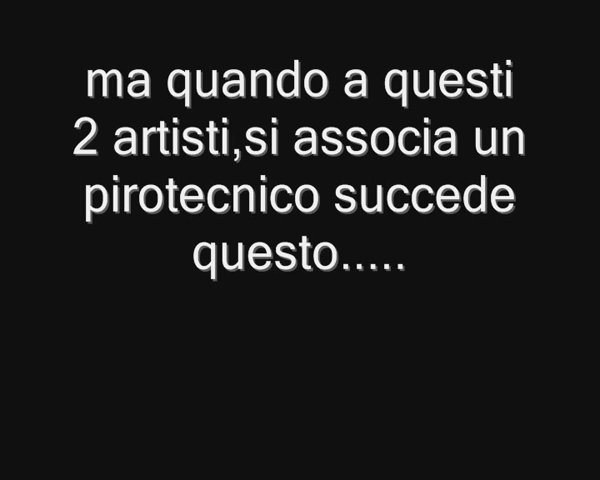 ma quando a questi
2 artisti,si associa un
pirotecnico succede
questo.....